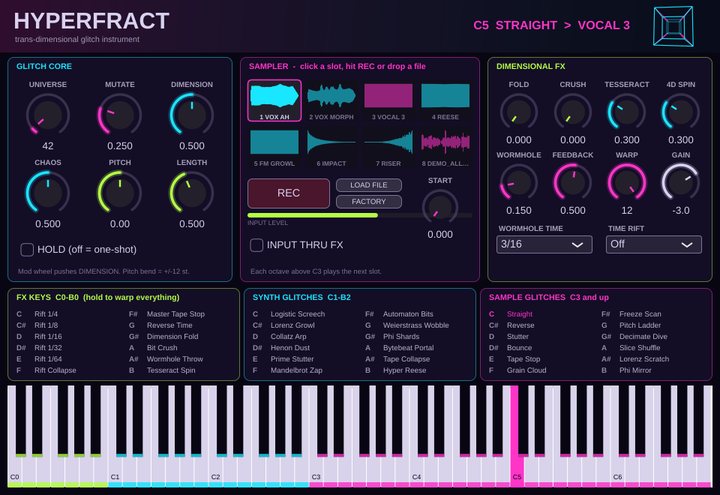 HYPERFRACT
trans-dimensional glitch instrument
C5 STRAIGHT > VOCAL 3
GLITCH CORE
UNIVERSE MUTATE DIMENSION
42 0.250 0.500
CHAOS PITCH LENGTH
0.500 0.00 0.500
HOLD (off = one-shot)
Mod wheel pushes DIMENSION. Pitch bend = +/-12 st.
SAMPLER - click a slot, hit REC or drop a file
1 VOX AH 2 VOX MORPH 3 VOCAL 3 4 REESE
5 FM GROWL 6 IMPACT 7 RISER 8 DEMO_ALL...
REC
LOAD FILE
FACTORY
START
INPUT LEVEL
0.000
INPUT THRU FX
Each octave above C3 plays the next slot.
DIMENSIONAL FX
FOLD CRUSH TESSERACT 4D SPIN
0.000 0.000 0.300 0.300
WORMHOLE FEEDBACK WARP GAIN
0.150 0.500 12 -3.0
WORMHOLE TIME TIME RIFT
3/16 Off
FX KEYS C0-B0 (hold to warp everything)
C Rift 1/4 F# Master Tape Stop
C# Rift 1/8 G Reverse Time
D Rift 1/16 G# Dimension Fold
D# Rift 1/32 A Bit Crush
E Rift 1/64 A# Wormhole Throw
F Rift Collapse B Tesseract Spin
SYNTH GLITCHES C1-B2
C Logistic Screech F# Automaton Bits
C# Lorenz Growl G Weierstrass Wobble
D Collatz Arp G# Phi Shards
D# Henon Dust A Bytebeat Portal
E Prime Stutter A# Tape Collapse
F Mandelbrot Zap B Hyper Reese
SAMPLE GLITCHES C3 and up
C Straight F# Freeze Scan
C# Reverse G Pitch Ladder
D Stutter G# Decimate Dive
D# Bounce A Slice Shuffle
E Tape Stop A# Lorenz Scratch
F Grain Cloud B Phi Mirror
C0 C1 C2 C3 C4 C5 C6